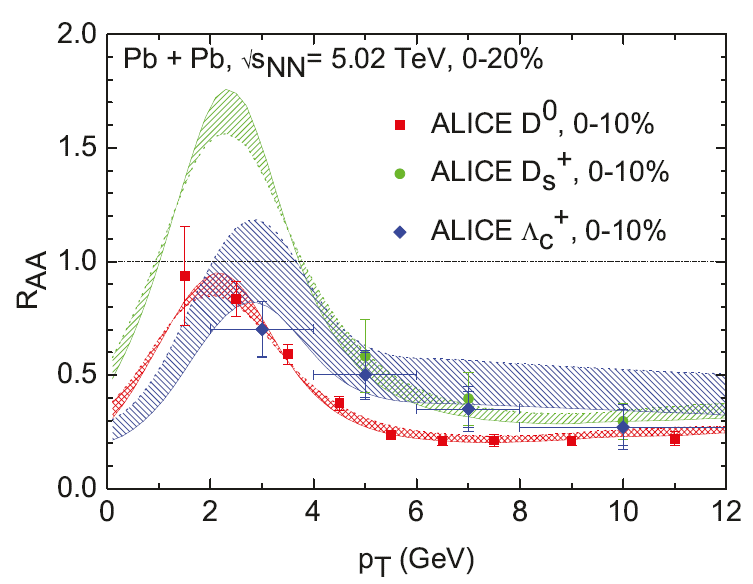 2.0
Pb + Pb, √sNN= 5.02 TeV, 0-20%
ALICE D0, 0-10%
1.5
ALICE Ds+, 0-10%
ALICE Λc+, 0-10%
RAA
1.0
0.5
0.0
0 2 4 6 8 10 12
pT (GeV)